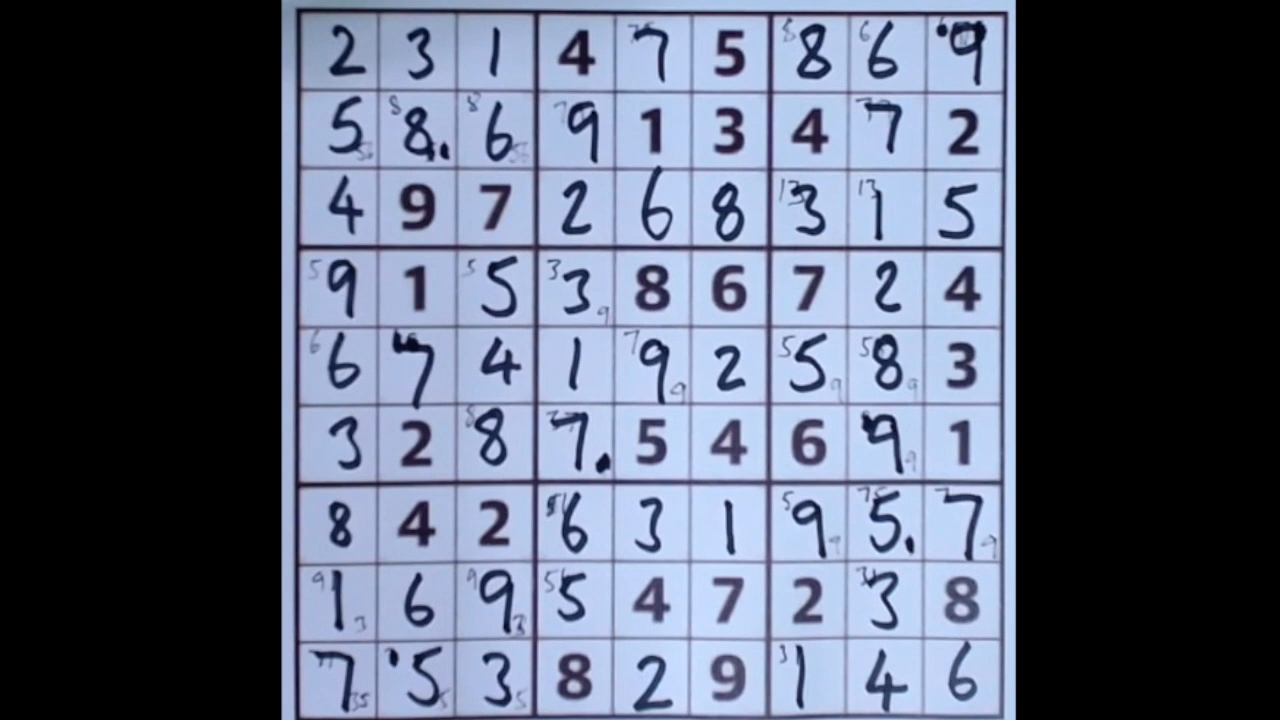 2 3 1 4 7 5 8 6 9
5 8 6 9 1 3 4 7 2
4 9 7 2 6 8 3 1 5
9 1 5 3 8 6 7 2 4
6 7 4 1 9 2 5 8 3
3 2 8 7 5 4 6 9 1
8 4 2 6 3 1 9 5 7
1 6 9 5 4 7 2 3 8
7 5 3 8 2 9 1 4 6